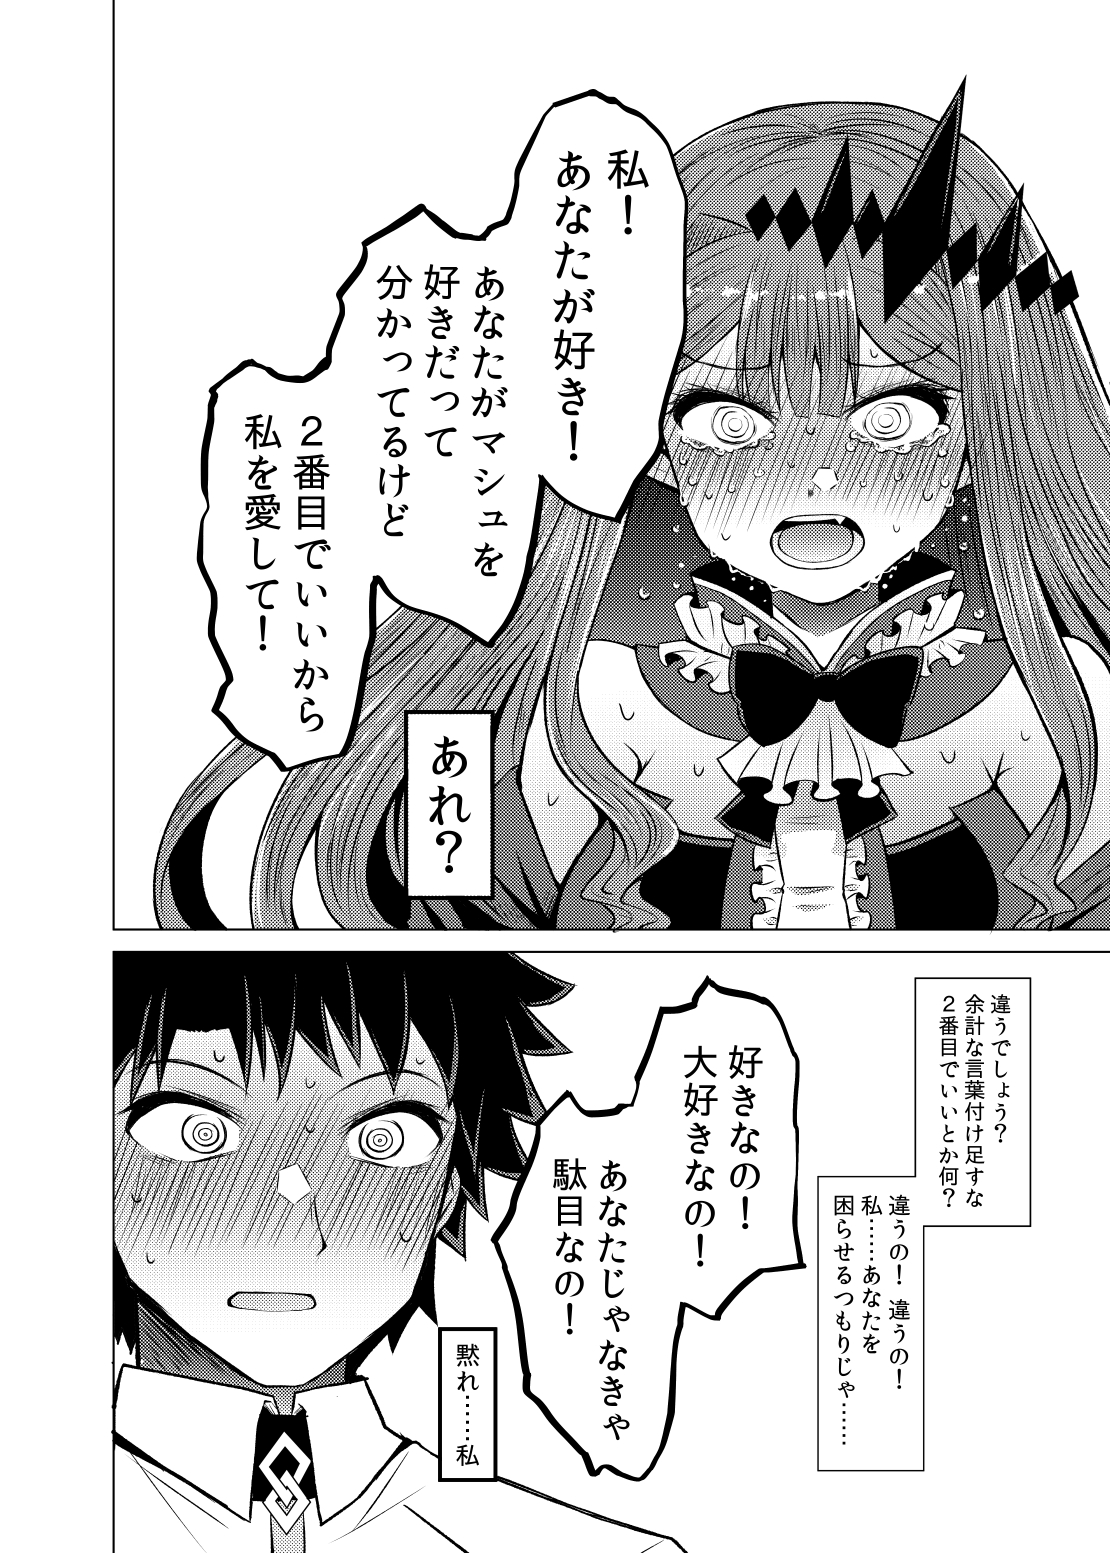 私！
あなたが好き！
あなたがマシュを
好きだって
分かってるけど
２番目でいいから
私を愛して！
あれ？
違うでしょう？
余計な言葉付け足すな
２番目でいいとか何？
違うの！違うの！
私……あなたを
困らせるつもりじゃ……
好きなの！
大好きなの！
あなたじゃなきゃ
駄目なの！
黙れ……私